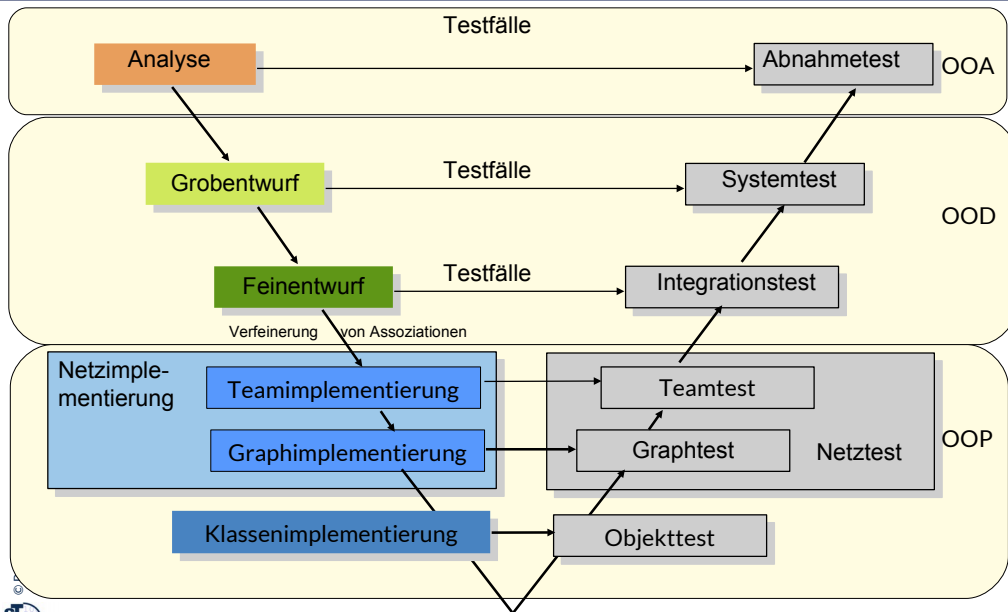 Testfälle
Analyse
Abnahmetest
OOA
Testfälle
Grobentwurf
Systemtest
OOD
Testfälle
Feinentwurf
Integrationstest
Verfeinerung von Assoziationen
Netzimple-
mentierung
Teamimplementierung
Teamtest
Graphimplementierung
Graphtest
Netztest
OOP
Klassenimplementierung
Objekttest
©